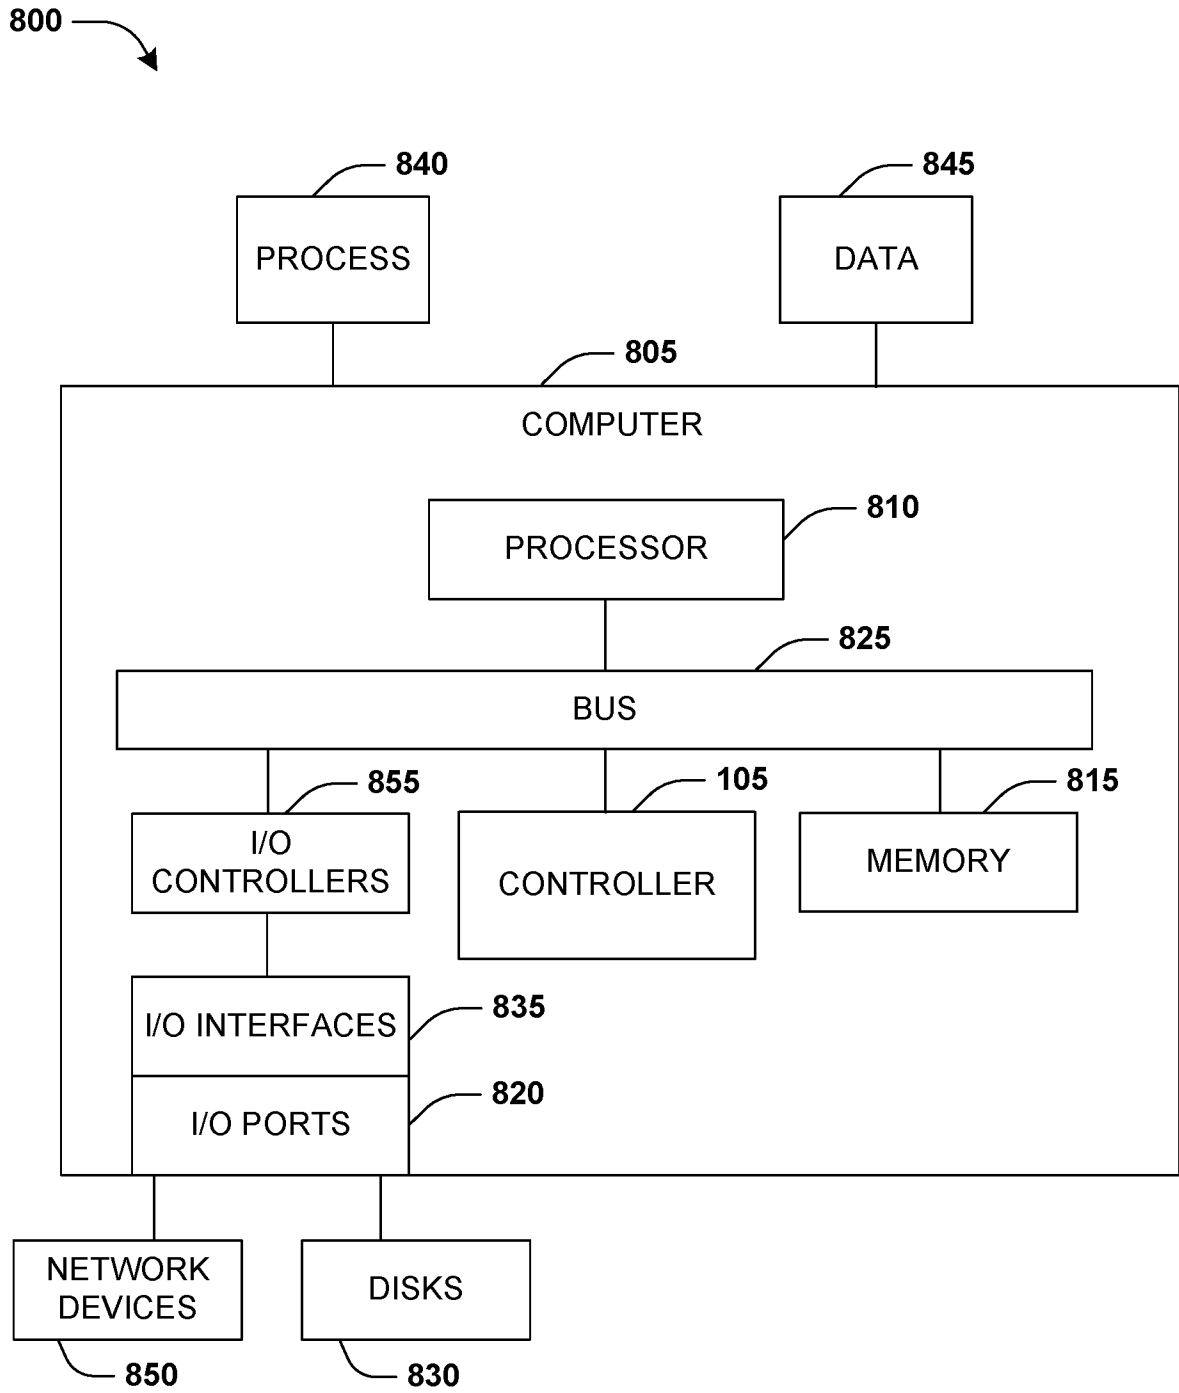 800
840
845
PROCESS
DATA
805
COMPUTER
810
PROCESSOR
825
BUS
855
105
815
I/O
CONTROLLERS
CONTROLLER
MEMORY
835
I/O INTERFACES
820
I/O PORTS
NETWORK
DEVICES
DISKS
850
830